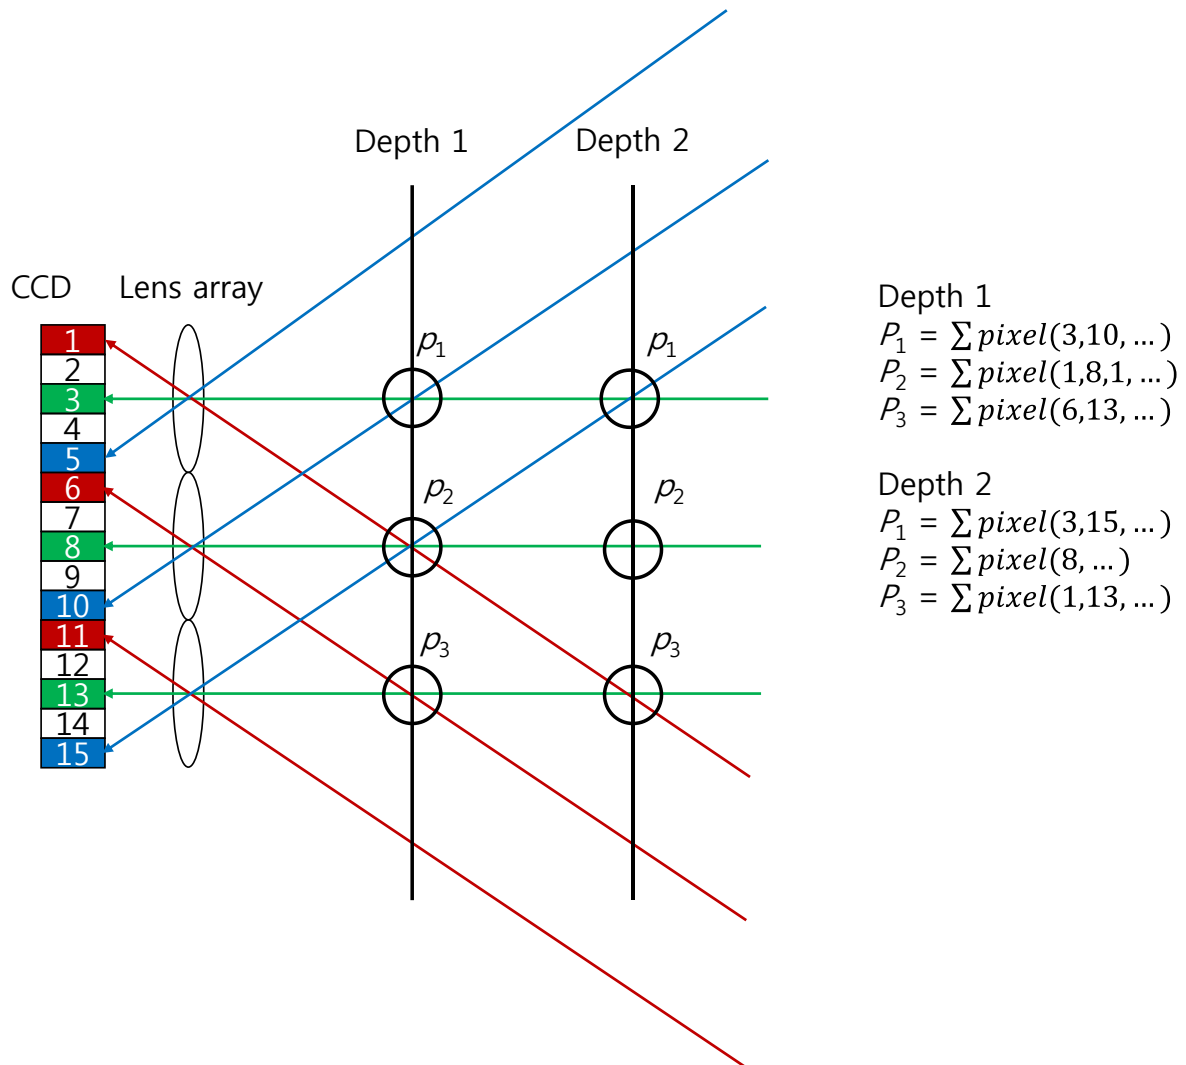 Depth 1
Depth 2
CCD
Lens array
1
2
3
4
5
6
7
8
9
10
11
12
13
14
15
p₁
p₁
p₂
p₂
p₃
p₃
Depth 1
P₁ = ∑ pixel(3,10, …)
P₂ = ∑ pixel(1,8,1, …)
P₃ = ∑ pixel(6,13, …)
Depth 2
P₁ = ∑ pixel(3,15, …)
P₂ = ∑ pixel(8, …)
P₃ = ∑ pixel(1,13, …)